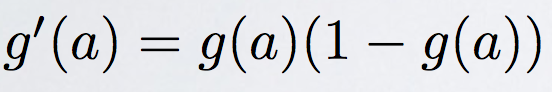 g′(a) = g(a)(1 − g(a))